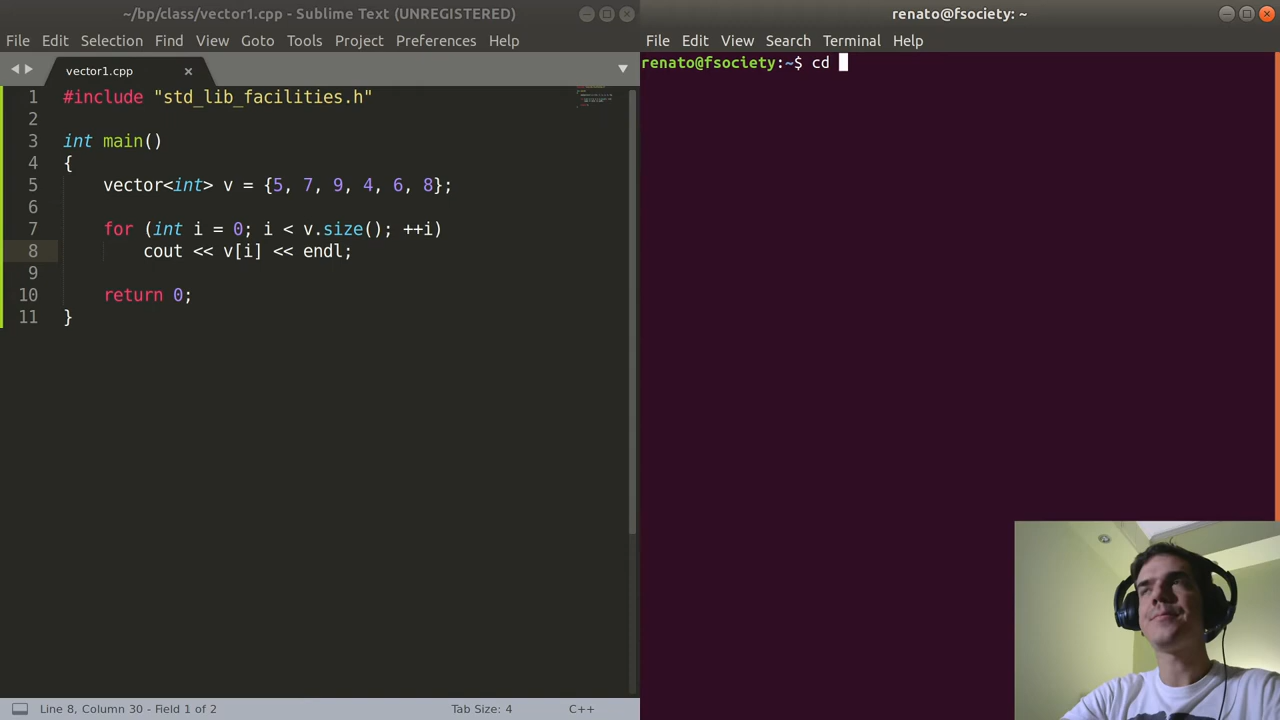 ~/bp/class/vector1.cpp - Sublime Text (UNREGISTERED)
File Edit Selection Find View Goto Tools Project Preferences Help
vector1.cpp
1 #include "std_lib_facilities.h"
2
3 int main()
4 {
5 vector<int> v = {5, 7, 9, 4, 6, 8};
6
7 for (int i = 0; i < v.size(); ++i)
8 cout << v[i] << endl;
9
10 return 0;
11 }
Line 8, Column 30 - Field 1 of 2
Tab Size: 4
C++
renato@fsociety: ~
File Edit View Search Terminal Help
renato@fsociety:~$ cd